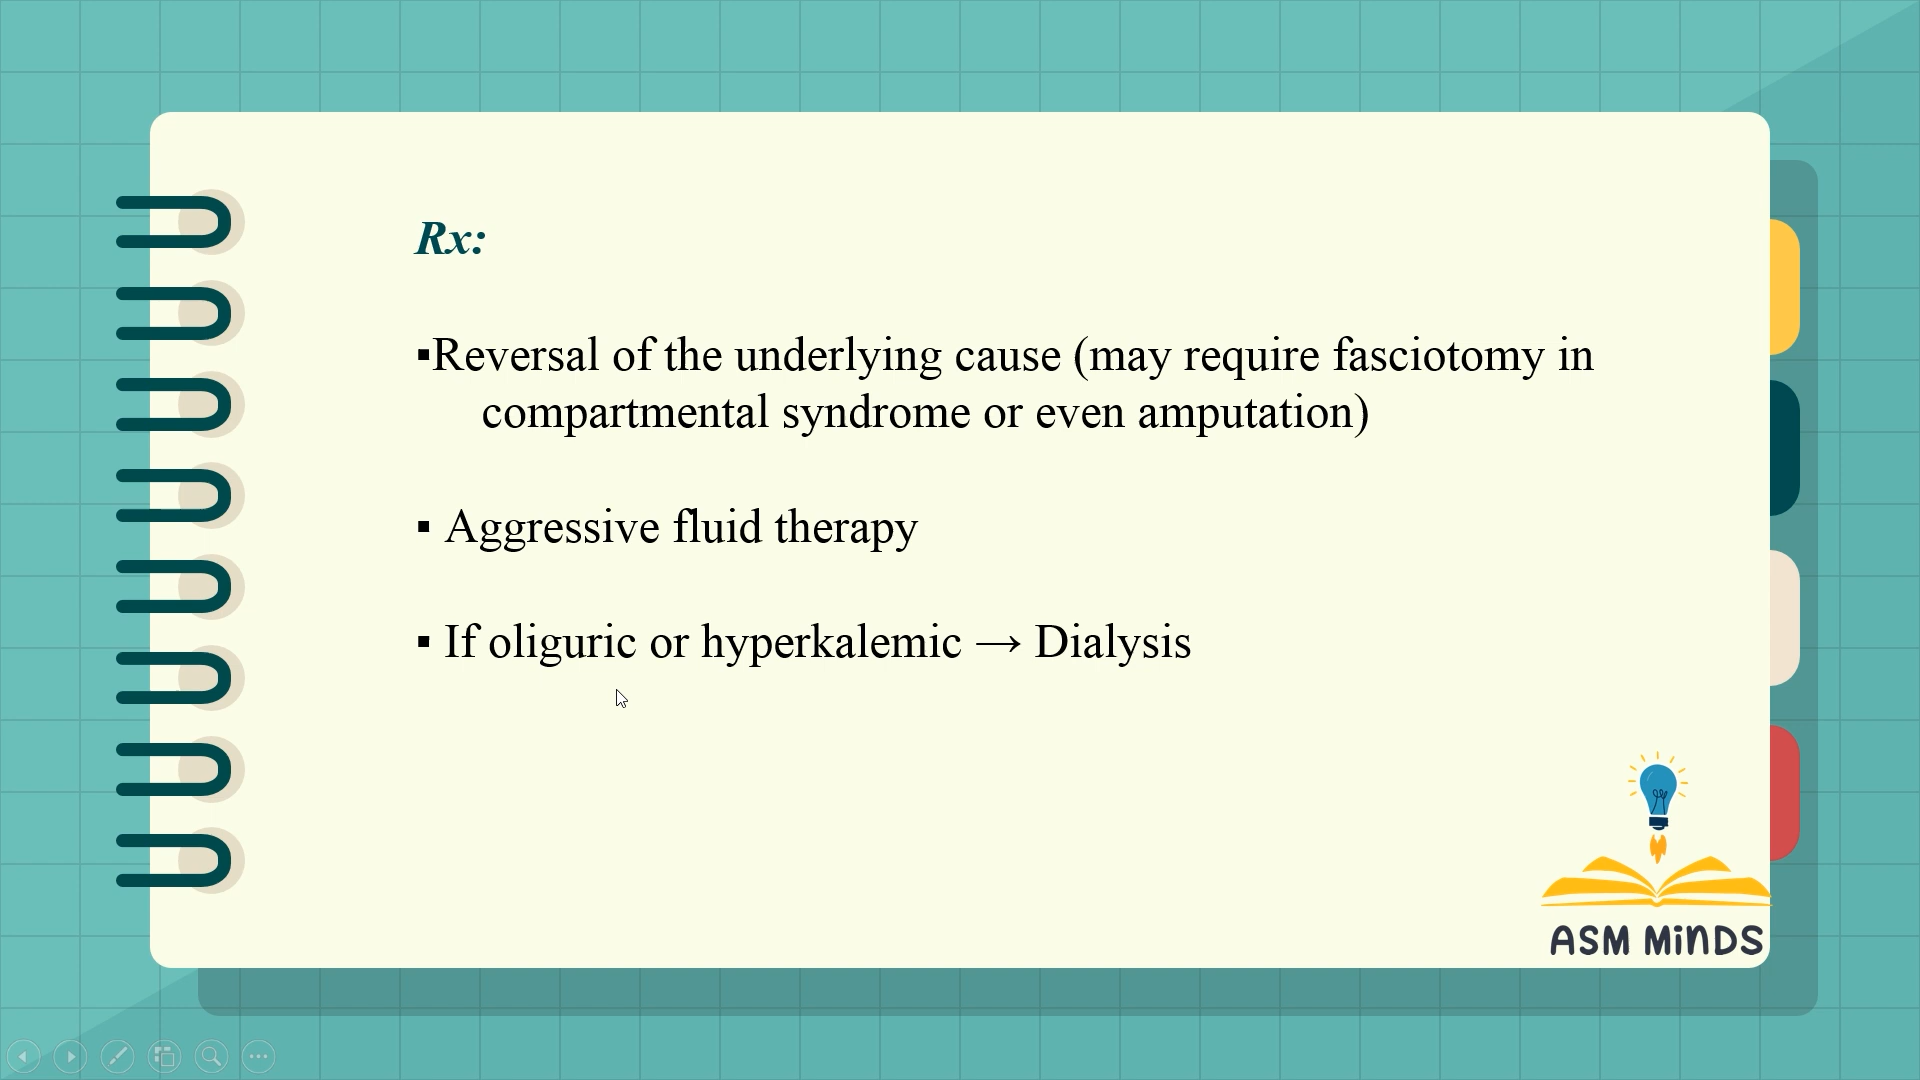 Rx:
▪Reversal of the underlying cause (may require fasciotomy in
compartmental syndrome or even amputation)
▪ Aggressive fluid therapy
▪ If oliguric or hyperkalemic → Dialysis
ASM MiNDS